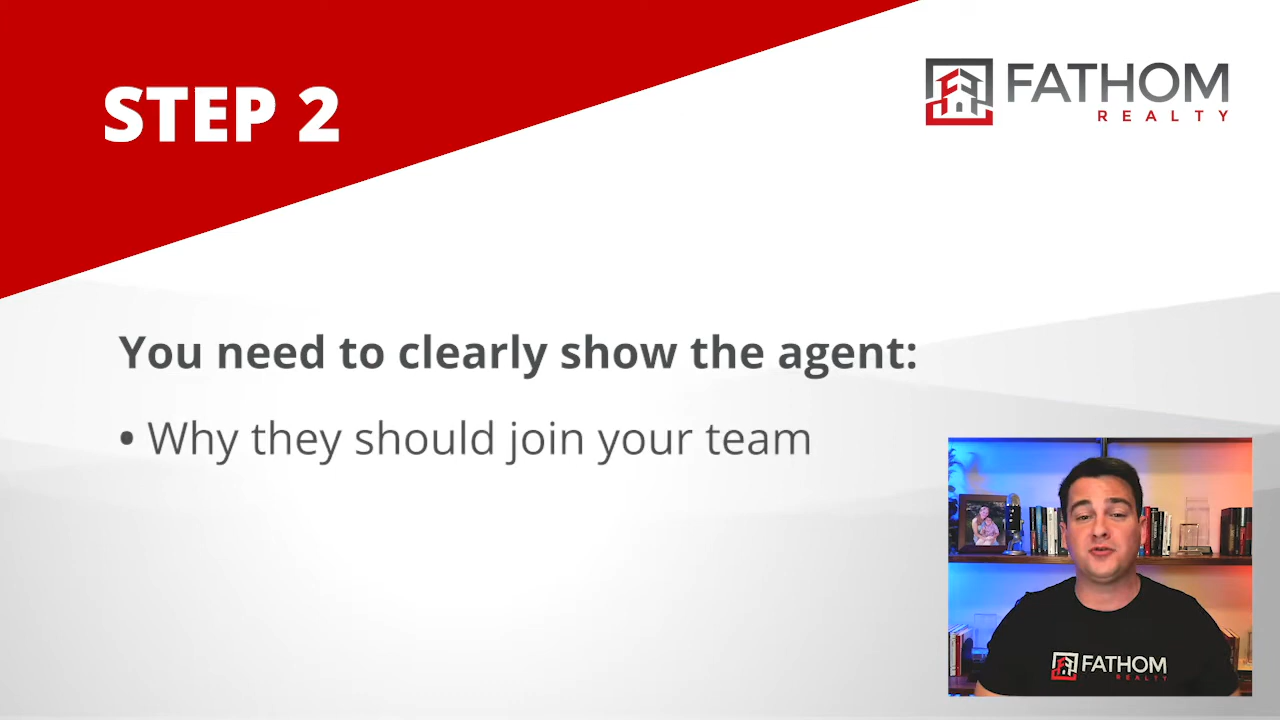 STEP 2
FATHOM
REALTY
You need to clearly show the agent:
• Why they should join your team
FATHOM
REALTY